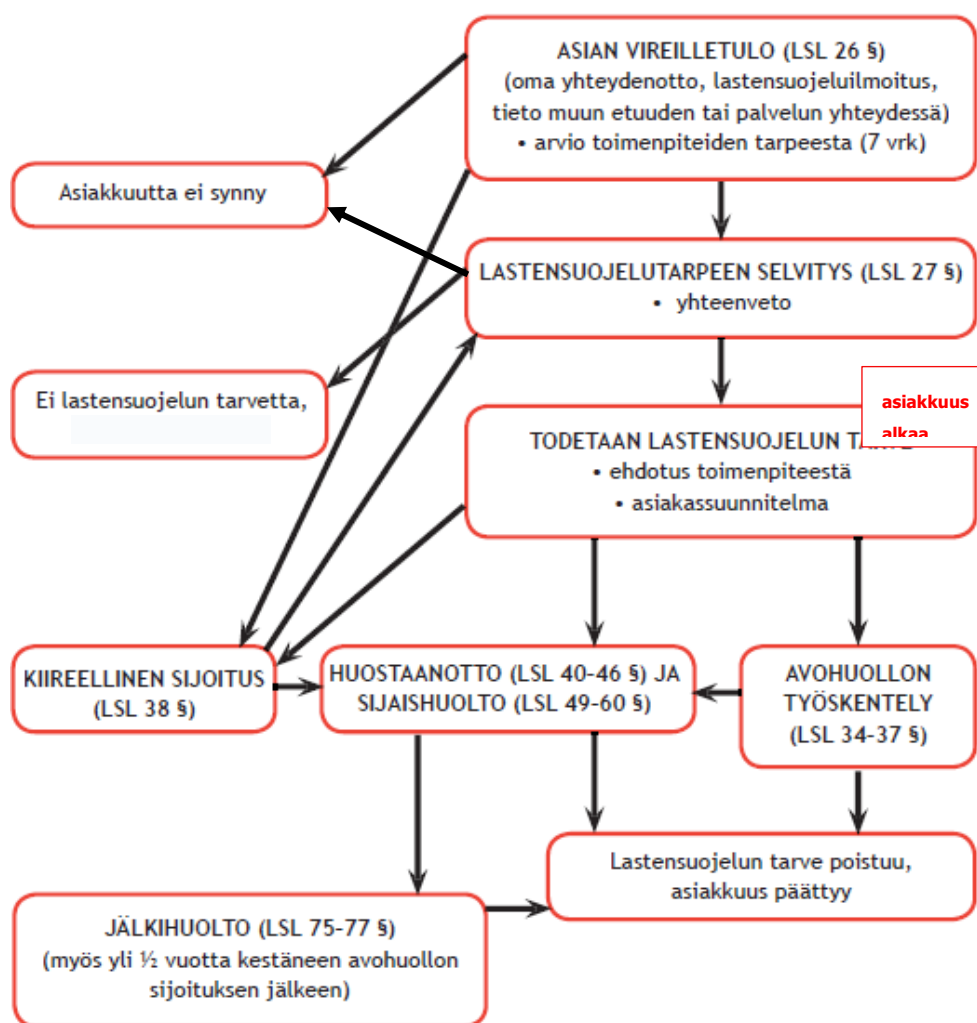 ASIAN VIREILLETULO (LSL 26 §)
(oma yhteydenotto, lastensuojeluilmoitus,
tieto muun etuuden tai palvelun yhteydessä)
• arvio toimenpiteiden tarpeesta (7 vrk)
Asiakkuutta ei synny
LASTENSUOJELUTARPEEN SELVITYS (LSL 27 §)
• yhteenveto
Ei lastensuojelun tarvetta,
asiakkuus
alkaa
TODETAAN LASTENSUOJELUN TARVE
• ehdotus toimenpiteestä
• asiakassuunnitelma
KIIREELLINEN SIJOITUS
(LSL 38 §)
HUOSTAANOTTO (LSL 40-46 §) JA
SIJAISHUOLTO (LSL 49-60 §)
AVOHUOLLON
TYÖSKENTELY
(LSL 34-37 §)
Lastensuojelun tarve poistuu,
asiakkuus päättyy
JÄLKIHUOLTO (LSL 75-77 §)
(myös yli ½ vuotta kestäneen avohuollon
sijoituksen jälkeen)